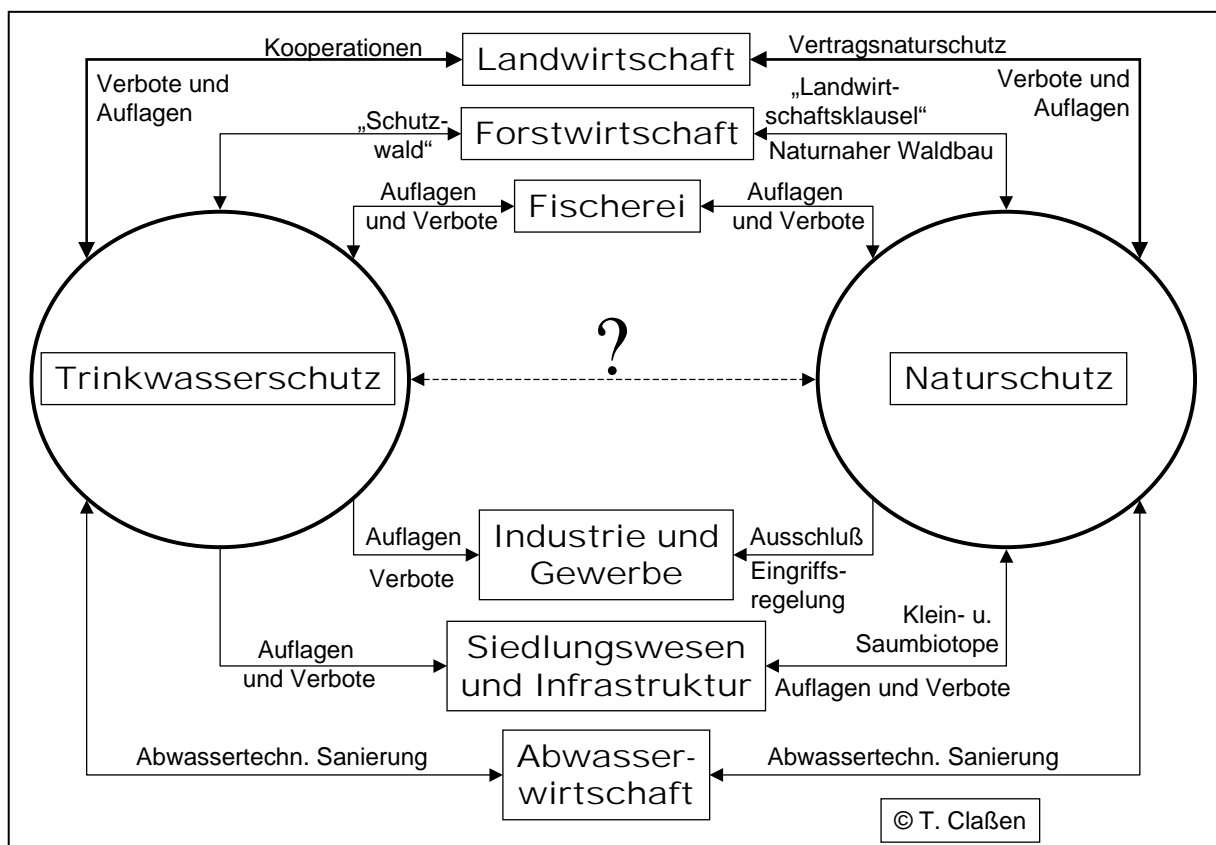 Kooperationen
Landwirtschaft
Vertragsnaturschutz
Verbote und
Auflagen
Verbote und
Auflagen
„Landwirt-
schaftsklausel“
„Schutz-
wald“
Forstwirtschaft
Naturnaher Waldbau
Auflagen
und Verbote
Fischerei
Auflagen
und Verbote
?
Trinkwasserschutz
Naturschutz
Auflagen
Verbote
Industrie und
Gewerbe
Ausschluß
Eingriffs-
regelung
Klein- u.
Saumbiotope
Auflagen
und Verbote
Siedlungswesen
und Infrastruktur
Auflagen und Verbote
Abwassertechn. Sanierung
Abwasser-
wirtschaft
Abwassertechn. Sanierung
© T. Claßen